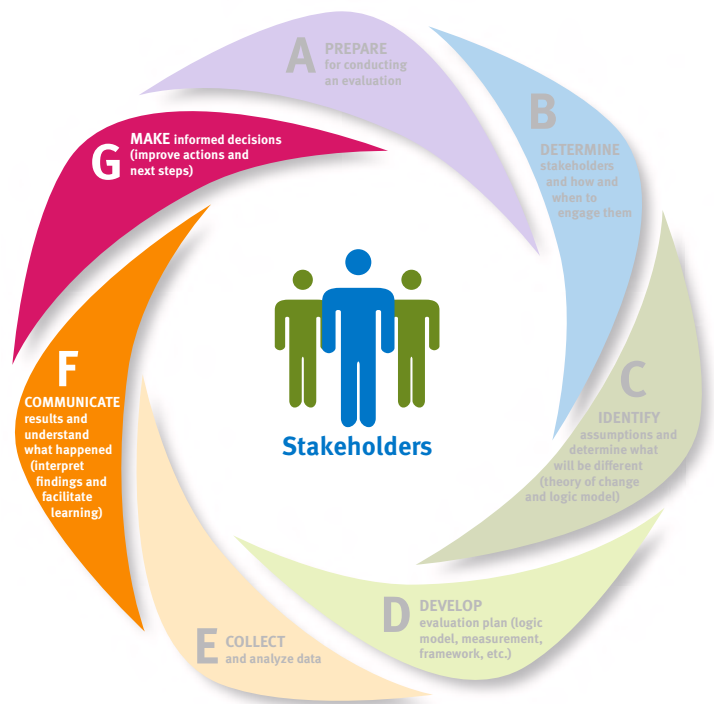 A PREPARE
for conducting
an evaluation
B
DETERMINE
stakeholders
and how and
when to
engage them
C
IDENTIFY
assumptions and
determine what
will be different
(theory of change
and logic model)
D DEVELOP
evaluation plan (logic
model, measurement,
framework, etc.)
E COLLECT
and analyze data
F
COMMUNICATE
results and
understand
what happened
(interpret
findings and
facilitate
learning)
G MAKE informed decisions
(improve actions and
next steps)
Stakeholders